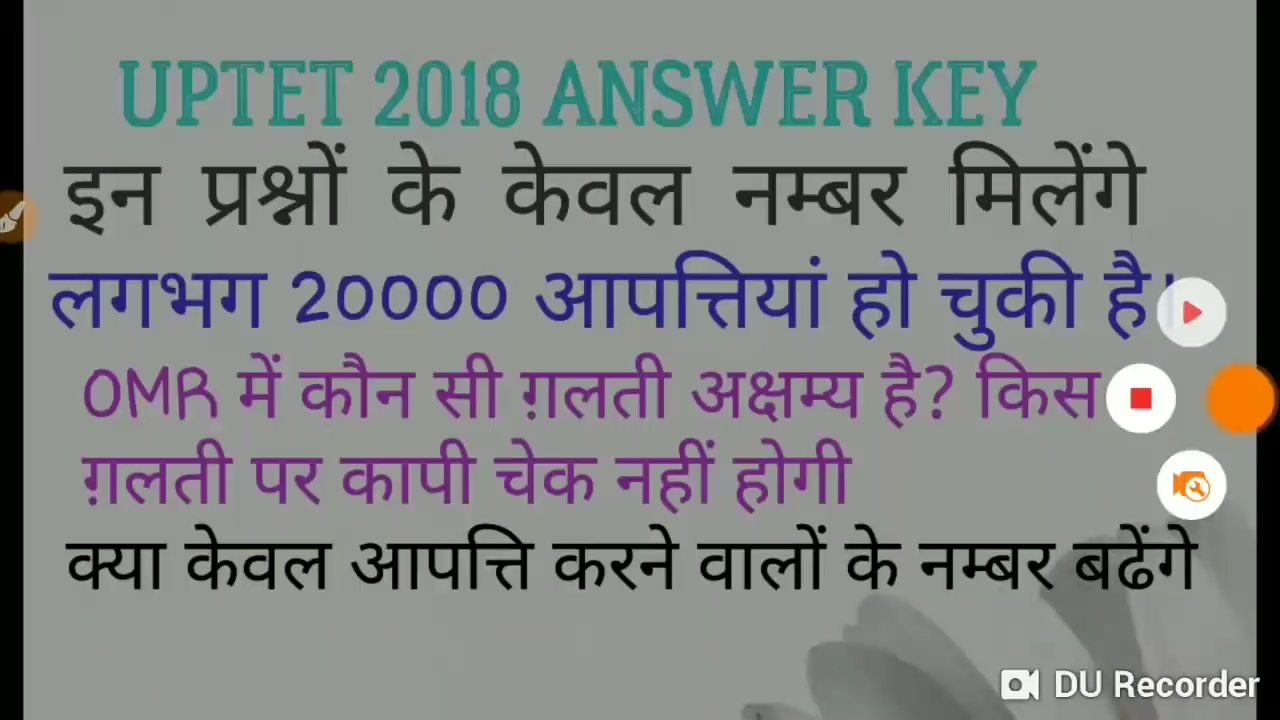 UPTET 2018 ANSWER KEY
इन प्रश्नों के केवल नम्बर मिलेंगे
लगभग 20000 आपत्तियां हो चुकी है।
OMR में कौन सी ग़लती अक्षम्य है? किस
ग़लती पर कापी चेक नहीं होगी
क्या केवल आपत्ति करने वालों के नम्बर बढेंगे
DU Recorder